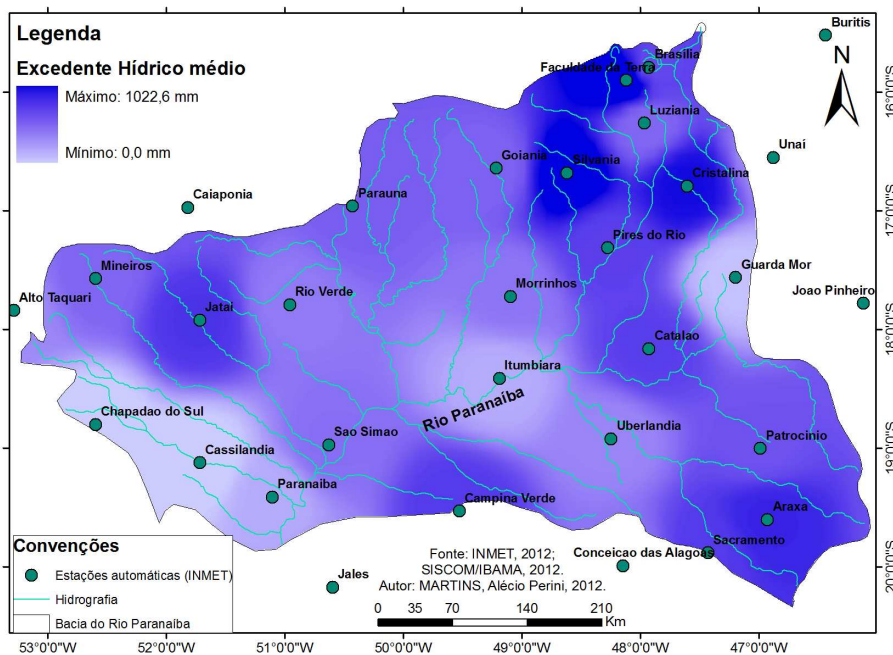 Legenda
Excedente Hídrico médio
Máximo: 1022,6 mm
Mínimo: 0,0 mm
N
Buritis
Brasilia
Faculdade da Terra
Luziania
Unaí
Goiania
Silvania
Cristalina
Caiaponia
Parauna
Pires do Rio
Guarda Mor
Mineiros
Joao Pinheiro
Alto Taquari
Jatai
Rio Verde
Morrinhos
Catalao
Itumbiara
Rio Paranaíba
Chapadao do Sul
Sao Simao
Uberlandia
Patrocinio
Cassilandia
Paranaiba
Campina Verde
Araxa
Sacramento
Conceicao das Alagoas
Jales
Convenções
Estações automáticas (INMET)
Hidrografia
Bacia do Rio Paranaíba
Fonte: INMET, 2012;
SISCOM/IBAMA, 2012.
Autor: MARTINS, Alécio Perini, 2012.
0 35 70 140 210
Km
16°0'0"S
17°0'0"S
18°0'0"S
19°0'0"S
20°0'0"S
53°0'0"W 52°0'0"W 51°0'0"W 50°0'0"W 49°0'0"W 48°0'0"W 47°0'0"W